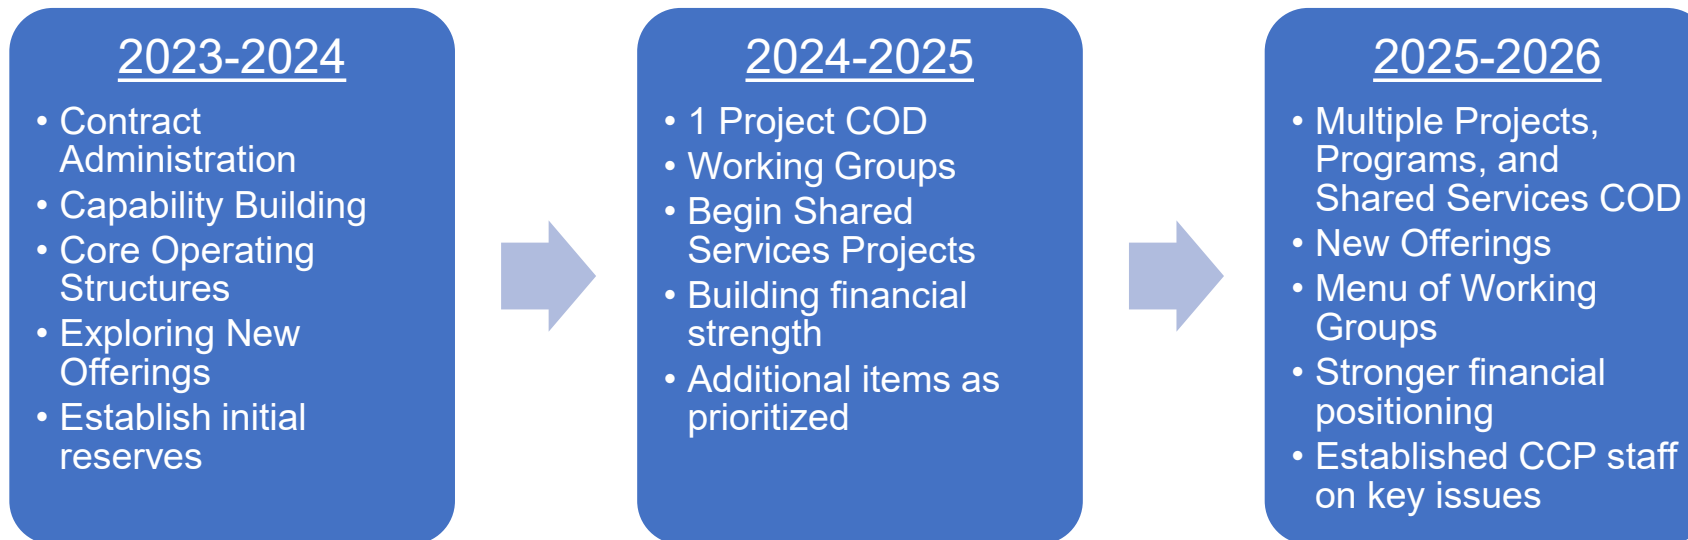 2023-2024
• Contract
Administration
• Capability Building
• Core Operating
Structures
• Exploring New
Offerings
• Establish initial
reserves
2024-2025
• 1 Project COD
• Working Groups
• Begin Shared
Services Projects
• Building financial
strength
• Additional items as
prioritized
2025-2026
• Multiple Projects,
Programs, and
Shared Services COD
• New Offerings
• Menu of Working
Groups
• Stronger financial
positioning
• Established CCP staff
on key issues